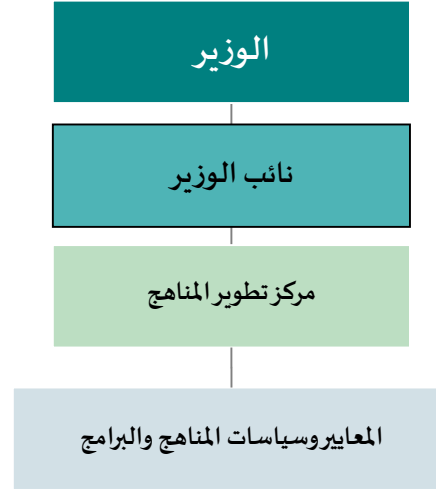 الوزير
نائب الوزير
مركز تطوير المناهج
المعايير وسياسات المناهج والبرامج